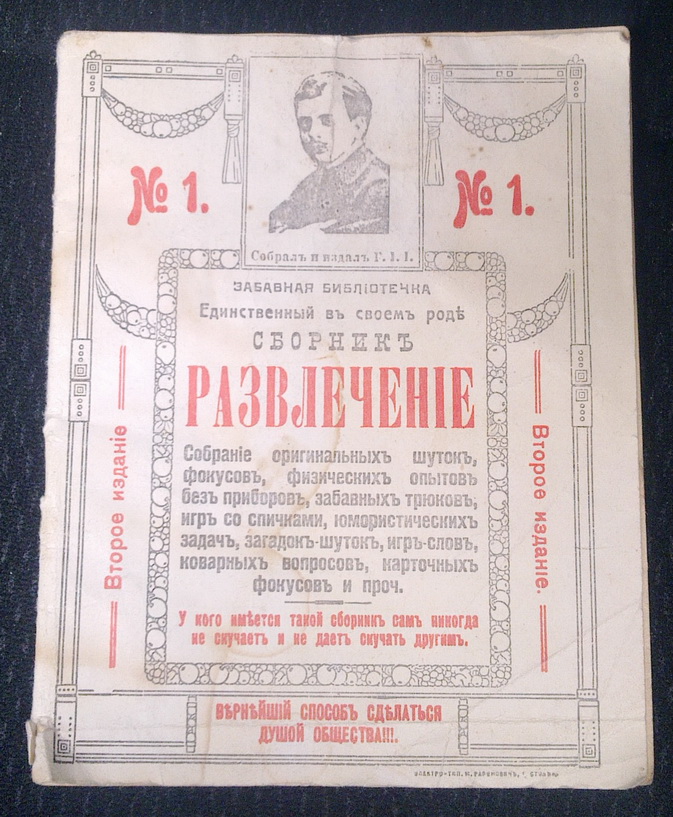 № 1.
№ 1.
Собралъ и издалъ Г. І. І.
ЗАБАВНАЯ БИБЛІОТЕЧКА
Единственный въ своемъ родѣ
СБОРНИКЪ
РАЗВЛЕЧЕНІЕ
Собраніе оригинальныхъ шутокъ,
фокусовъ, физическихъ опытовъ
безъ приборовъ, забавныхъ трюковъ,
игръ со спичками, юмористическихъ
задачъ, загадокъ-шутокъ, игръ-словъ,
коварныхъ вопросовъ, карточныхъ
фокусовъ и проч.
У кого имѣется такой сборникъ самъ никогда
не скучаетъ и не даетъ скучать другимъ.
Второе изданіе
Второе изданіе.
ВѢРНѢЙШІЙ СПОСОБЪ СДѢЛАТЬСЯ
ДУШОЙ ОБЩЕСТВА!!!.